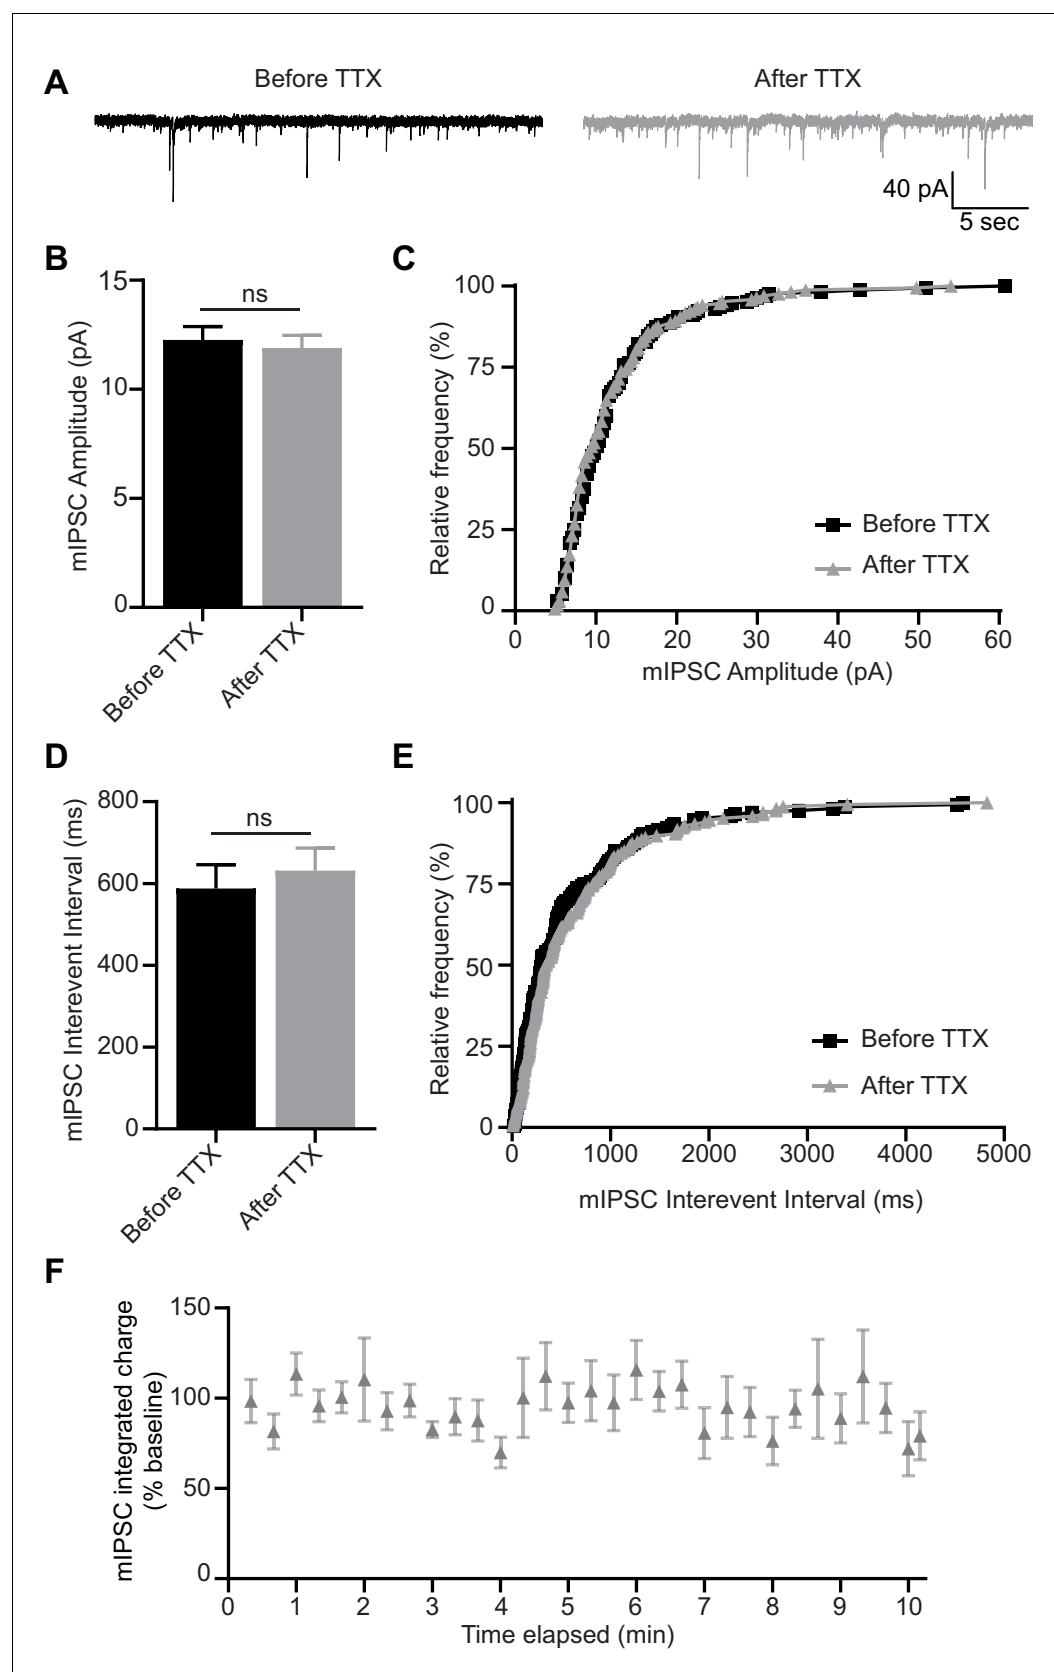 A
Before TTX
After TTX
40 pA
5 sec
B
mIPSC Amplitude (pA)
15
10
5
0
ns
Before TTX
After TTX
C
Relative frequency (%)
100
75
50
25
0
Before TTX
After TTX
0 10 20 30 40 50 60
mIPSC Amplitude (pA)
D
mIPSC Interevent Interval (ms)
800
600
400
200
0
ns
Before TTX
After TTX
E
Relative frequency (%)
100
75
50
25
0
Before TTX
After TTX
0 1000 2000 3000 4000 5000
mIPSC Interevent Interval (ms)
F
mIPSC integrated charge
(% baseline)
150
100
50
0
0 1 2 3 4 5 6 7 8 9 10
Time elapsed (min)